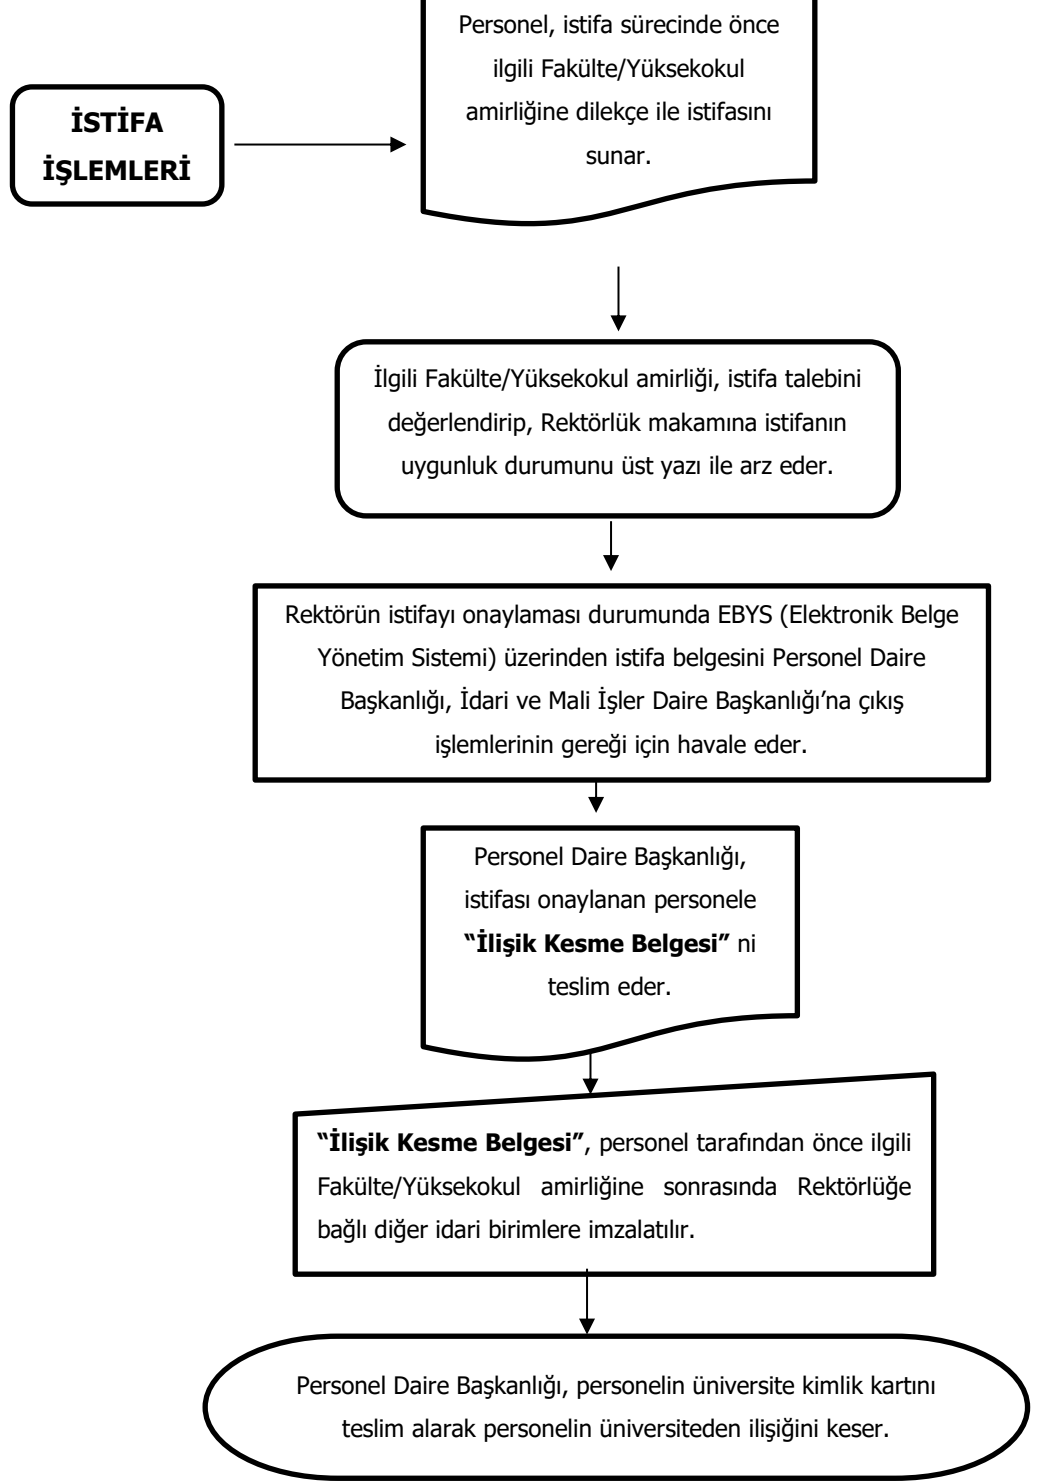 İSTİFA
İŞLEMLERİ
Personel, istifa sürecinde önce
ilgili Fakülte/Yüksekokul
amirliğine dilekçe ile istifasını
sunar.
İlgili Fakülte/Yüksekokul amirliği, istifa talebini
değerlendirip, Rektörlük makamına istifanın
uygunluk durumunu üst yazı ile arz eder.
Rektörün istifayı onaylaması durumunda EBYS (Elektronik Belge
Yönetim Sistemi) üzerinden istifa belgesini Personel Daire
Başkanlığı, İdari ve Mali İşler Daire Başkanlığı’na çıkış
işlemlerinin gereği için havale eder.
Personel Daire Başkanlığı,
istifası onaylanan personele
“İlişik Kesme Belgesi” ni
teslim eder.
“İlişik Kesme Belgesi”, personel tarafından önce ilgili
Fakülte/Yüksekokul amirliğine sonrasında Rektörlüğe
bağlı diğer idari birimlere imzalatılır.
Personel Daire Başkanlığı, personelin üniversite kimlik kartını
teslim alarak personelin üniversiteden ilişiğini keser.